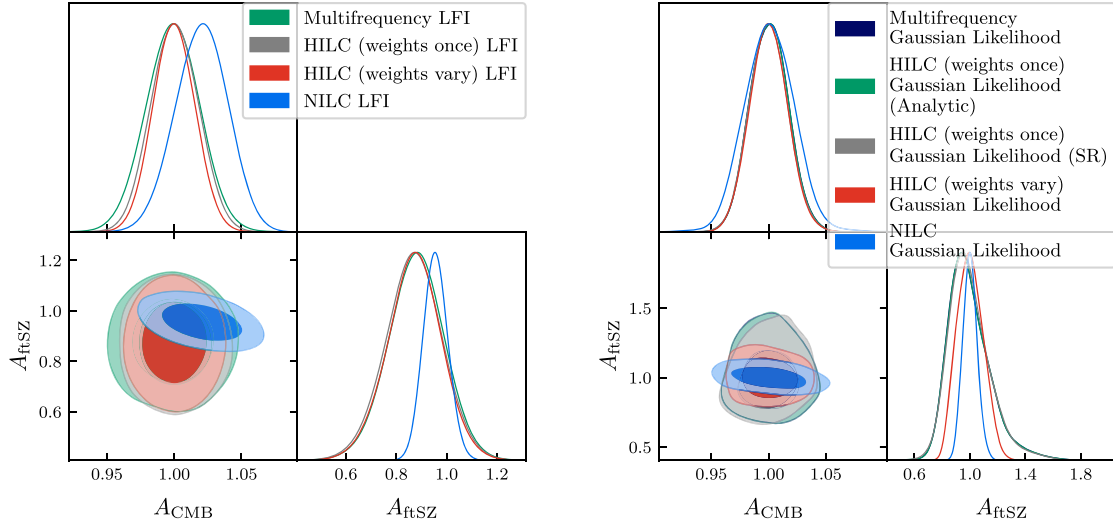 Multifrequency LFI
HILC (weights once) LFI
HILC (weights vary) LFI
NILC LFI
1.2
1.0
0.8
0.6
A_ftSZ
0.95
1.00
1.05
A_CMB
0.6
0.8
1.0
1.2
A_ftSZ
Multifrequency
Gaussian Likelihood
HILC (weights once)
Gaussian Likelihood
(Analytic)
HILC (weights once)
Gaussian Likelihood (SR)
HILC (weights vary)
Gaussian Likelihood
NILC
Gaussian Likelihood
1.5
1.0
0.5
A_ftSZ
0.95
1.00
1.05
A_CMB
0.6
1.0
1.4
1.8
A_ftSZ